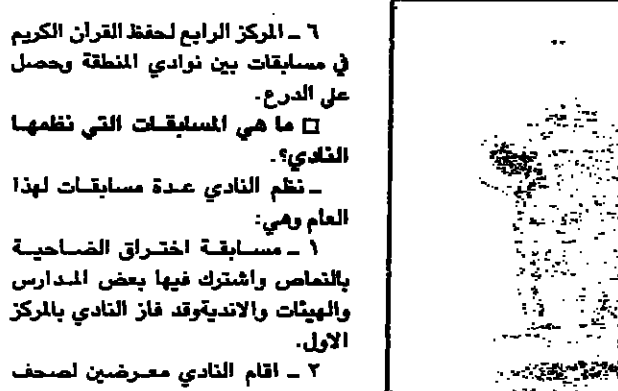 ٦ ـ المركز الرابع لحفظ القرآن الكريم
في مسابقات بين نوادي المنطقة وحصل
على الدرع.
□ ما هي المسابقات التي نظمها
النادي؟.
ـ نظم النادي عدة مسابقات لهذا
العام وهي:
١ ـ مسابقة اختراق الضاحية
بالنماص واشترك فيها بعض المدارس
والهيئات والانديةوقد فاز النادي بالمركز
الاول.
٢ ـ اقام النادي معرضين لصحف